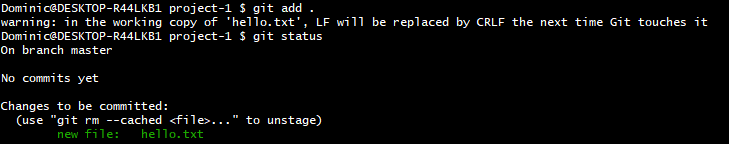 Dominic@DESKTOP-R44LKB1 project-1 $ git add .
warning: in the working copy of 'hello.txt', LF will be replaced by CRLF the next time Git touches it
Dominic@DESKTOP-R44LKB1 project-1 $ git status
On branch master
No commits yet
Changes to be committed:
  (use "git rm --cached <file>..." to unstage)
        new file:   hello.txt